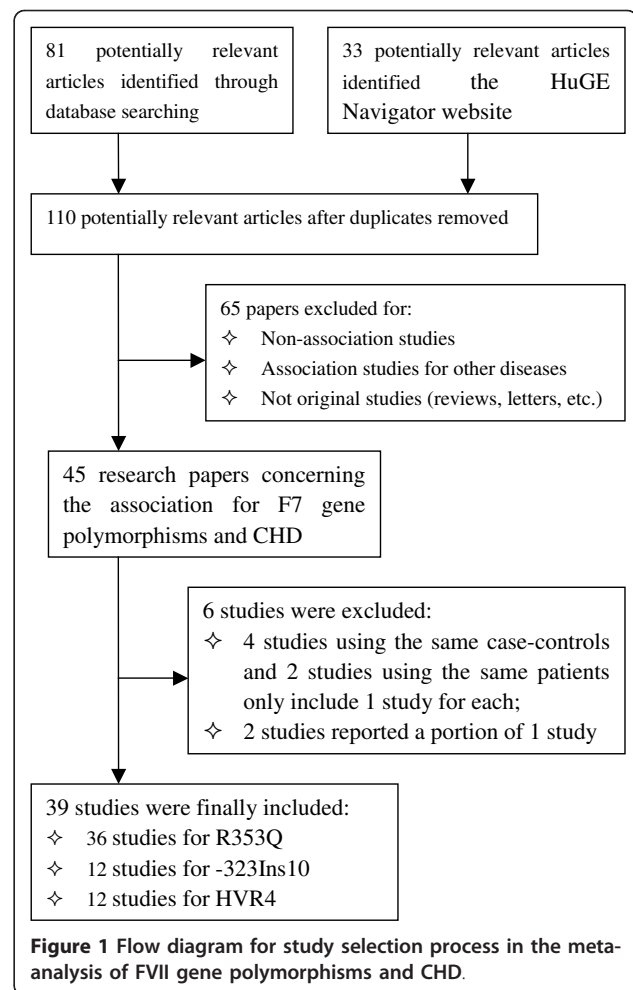 81 potentially relevant
articles identified through
database searching
33 potentially relevant articles
identified the HuGE
Navigator website
110 potentially relevant articles after duplicates removed
65 papers excluded for:
✧ Non-association studies
✧ Association studies for other diseases
✧ Not original studies (reviews, letters, etc.)
45 research papers concerning
the association for F7 gene
polymorphisms and CHD
6 studies were excluded:
✧ 4 studies using the same case-controls
and 2 studies using the same patients
only include 1 study for each;
✧ 2 studies reported a portion of 1 study
39 studies were finally included:
✧ 36 studies for R353Q
✧ 12 studies for -323Ins10
✧ 12 studies for HVR4
Figure 1 Flow diagram for study selection process in the meta-
analysis of FVII gene polymorphisms and CHD.